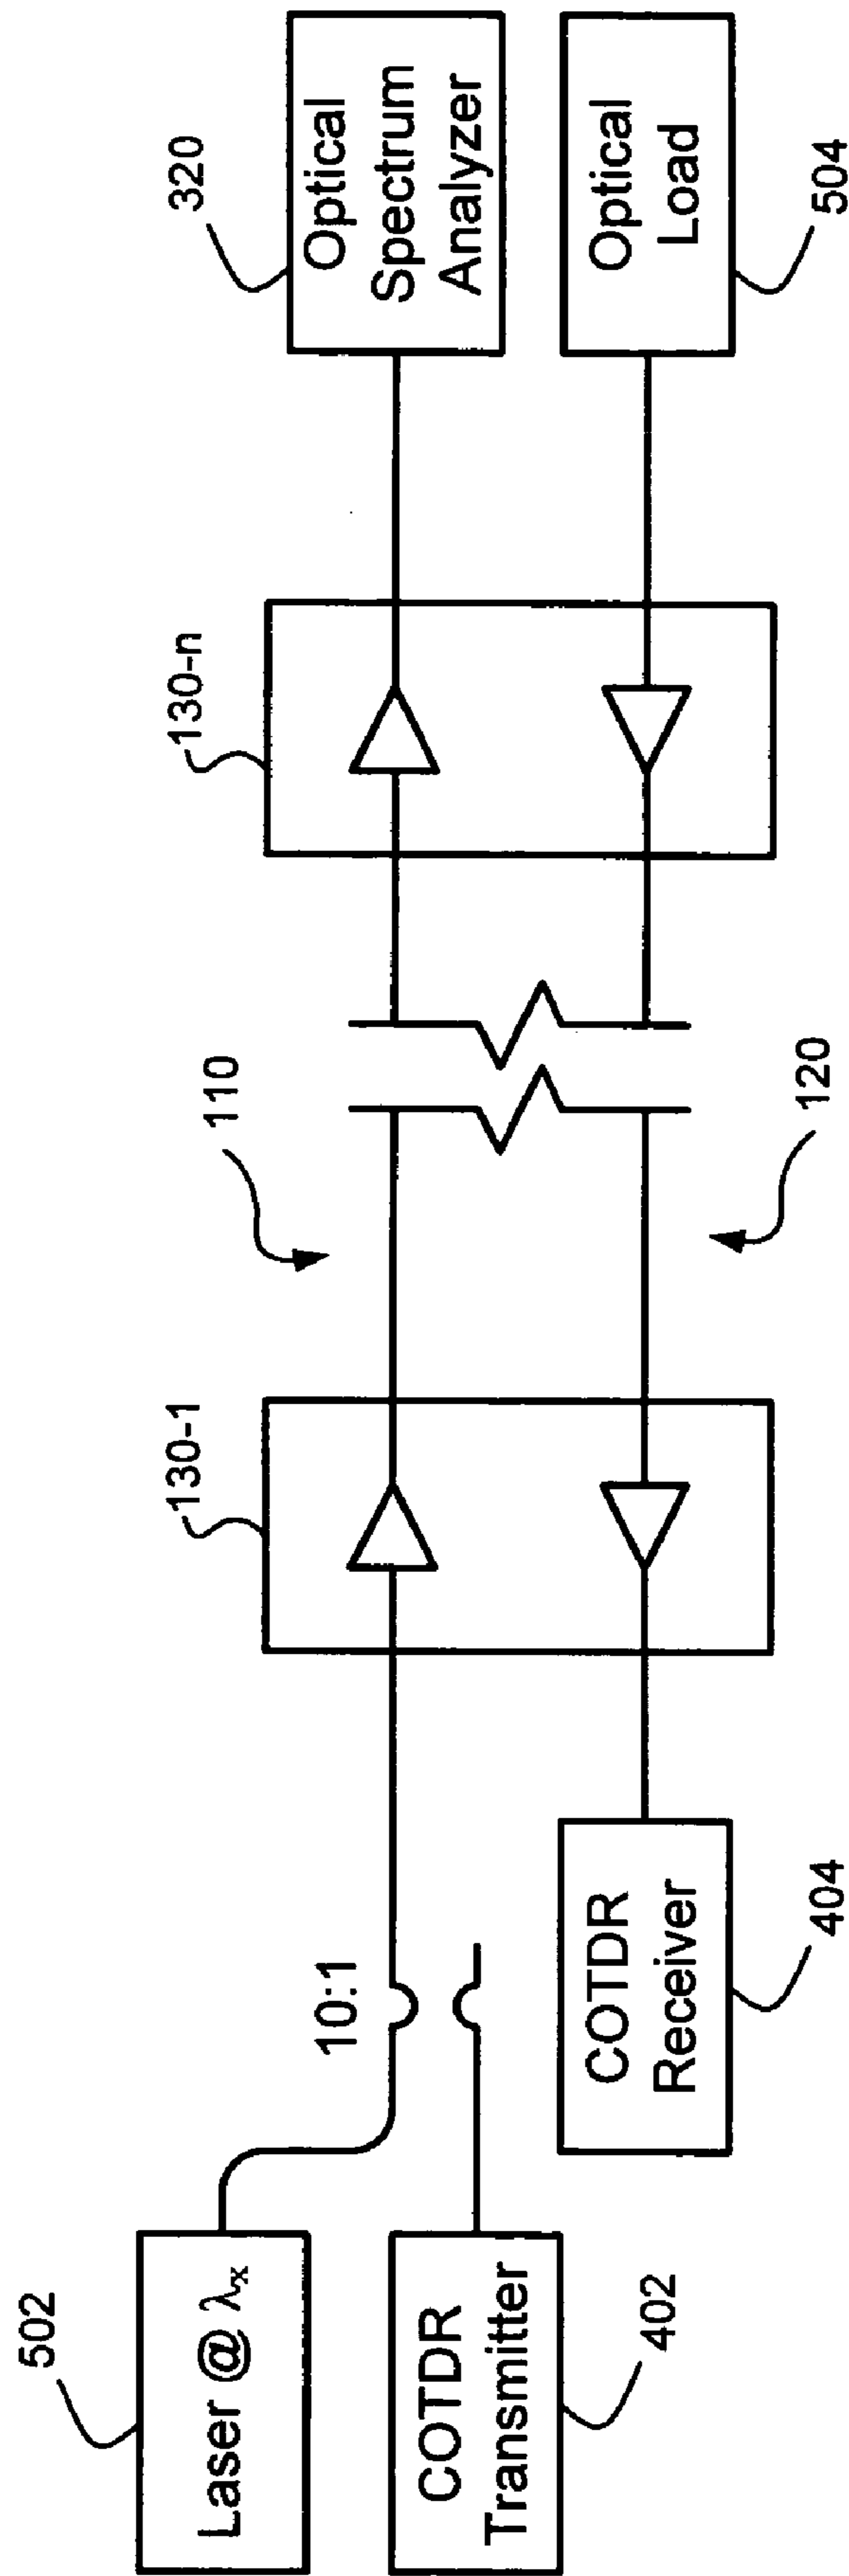 502
Laser @ λx
COTDR
Transmitter
402
10:1
COTDR
Receiver
404
130-1
110
120
130-n
320
Optical
Spectrum
Analyzer
Optical
Load
504